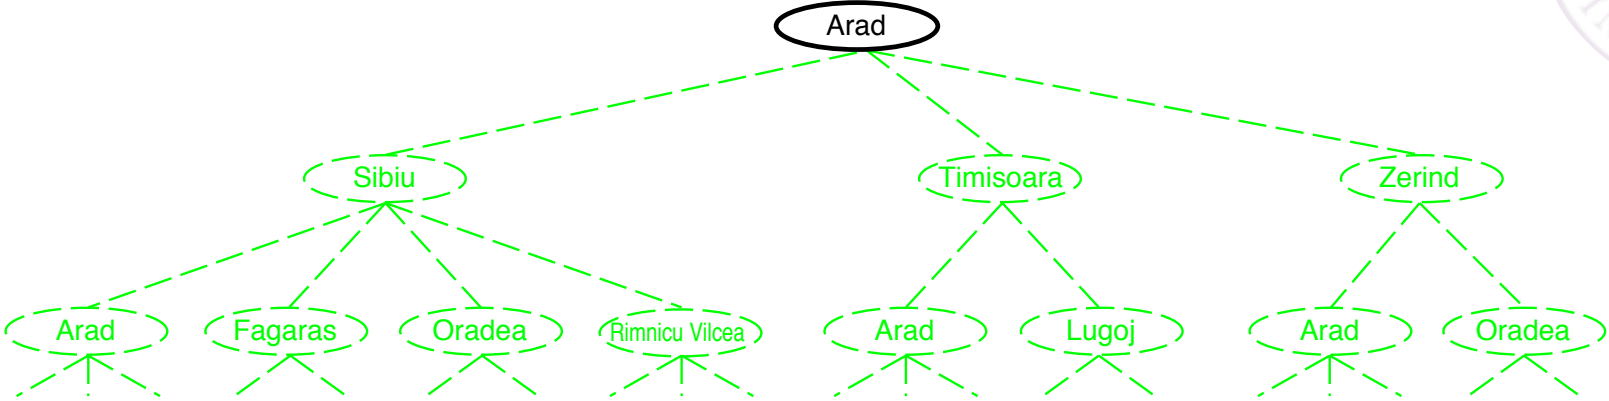 Arad
Sibiu
Timisoara
Zerind
Arad
Fagaras
Oradea
Rimnicu Vilcea
Arad
Lugoj
Arad
Oradea